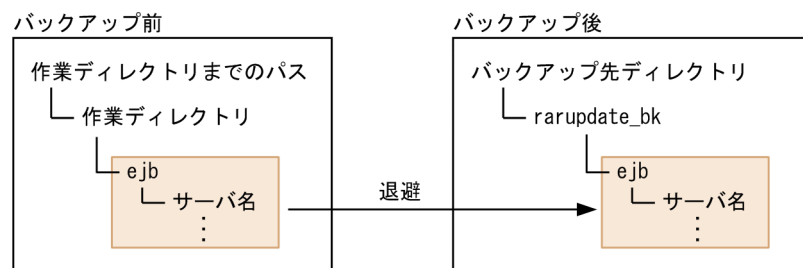 バックアップ前
作業ディレクトリまでのパス
作業ディレクトリ
ejb
サーバ名
⋮
退避
バックアップ後
バックアップ先ディレクトリ
rarupdate_bk
ejb
サーバ名
⋮